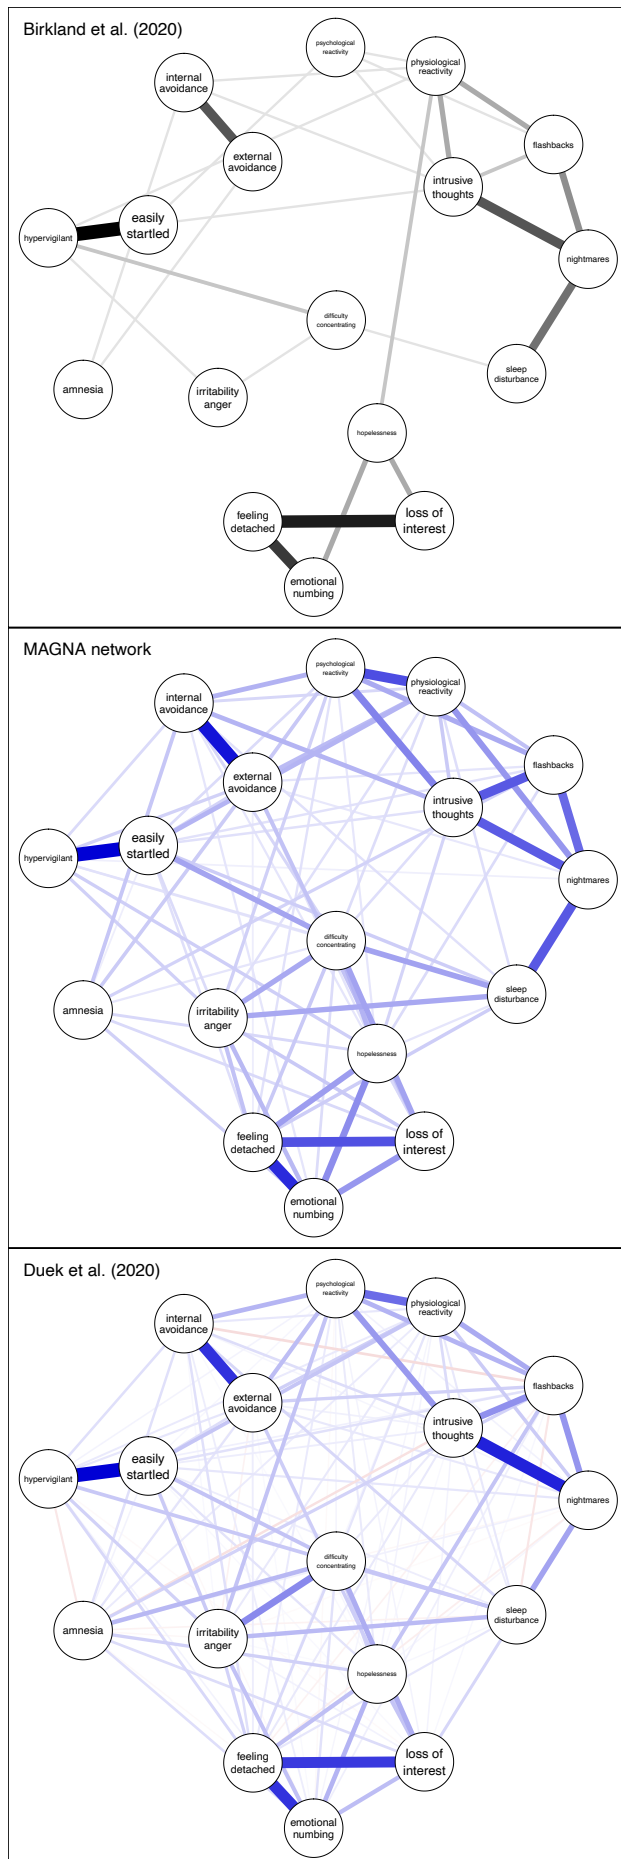 Birkland et al. (2020)
psychological
reactivity
physiological
reactivity
internal
avoidance
flashbacks
external
avoidance
intrusive
thoughts
easily
startled
hypervigilant
nightmares
difficulty
concentrating
sleep
disturbance
amnesia
irritability
anger
hopelessness
feeling
detached
loss of
interest
emotional
numbing
MAGNA network
psychological
reactivity
physiological
reactivity
internal
avoidance
flashbacks
external
avoidance
intrusive
thoughts
easily
startled
hypervigilant
nightmares
difficulty
concentrating
sleep
disturbance
amnesia
irritability
anger
hopelessness
feeling
detached
loss of
interest
emotional
numbing
Duek et al. (2020)
psychological
reactivity
physiological
reactivity
internal
avoidance
flashbacks
external
avoidance
intrusive
thoughts
easily
startled
hypervigilant
nightmares
difficulty
concentrating
sleep
disturbance
amnesia
irritability
anger
hopelessness
feeling
detached
loss of
interest
emotional
numbing